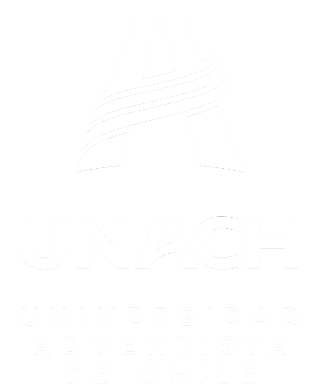 UNACH
UNIVERSIDAD
ADVENTISTA
DE CHILE